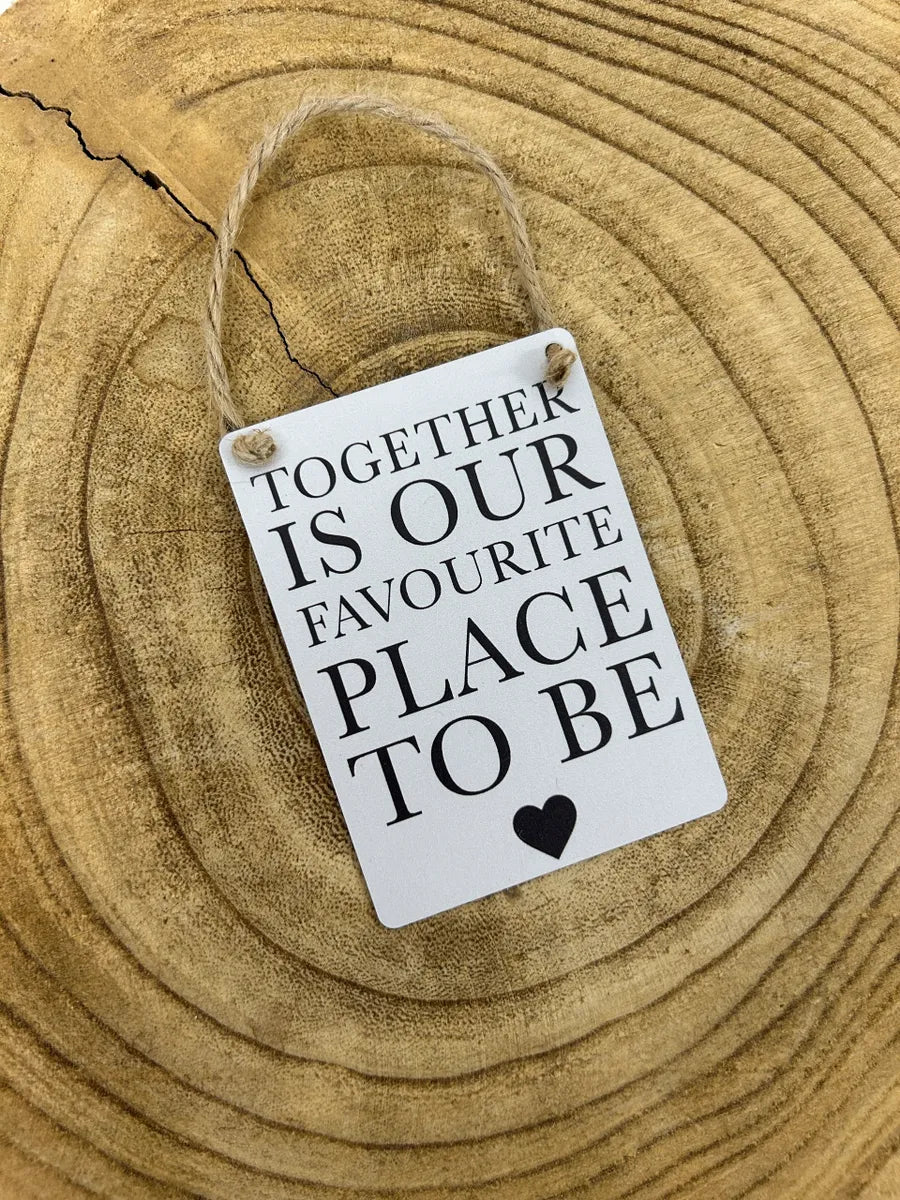 TOGETHER
IS OUR
FAVOURITE
PLACE
TO BE